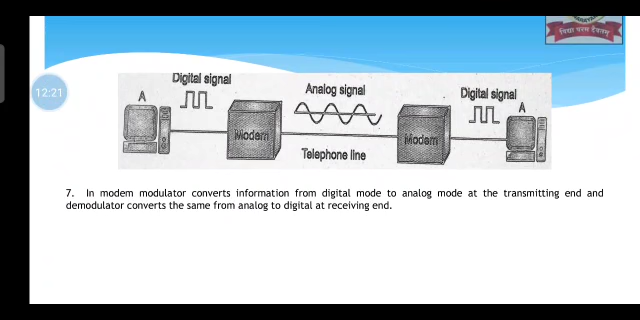 विद्या परमं दैवतम्
12:21
Digital signal
Analog signal
Digital signal
A
A
Modem
Modem
Telephone line
7. In modem modulator converts information from digital mode to analog mode at the transmitting end and
demodulator converts the same from analog to digital at receiving end.